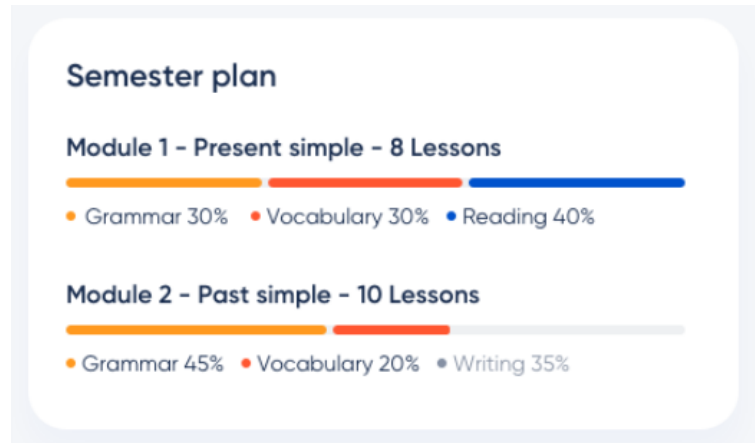 Semester plan
Module 1 - Present simple - 8 Lessons
Grammar 30% Vocabulary 30% Reading 40%
Module 2 - Past simple - 10 Lessons
Grammar 45% Vocabulary 20% Writing 35%